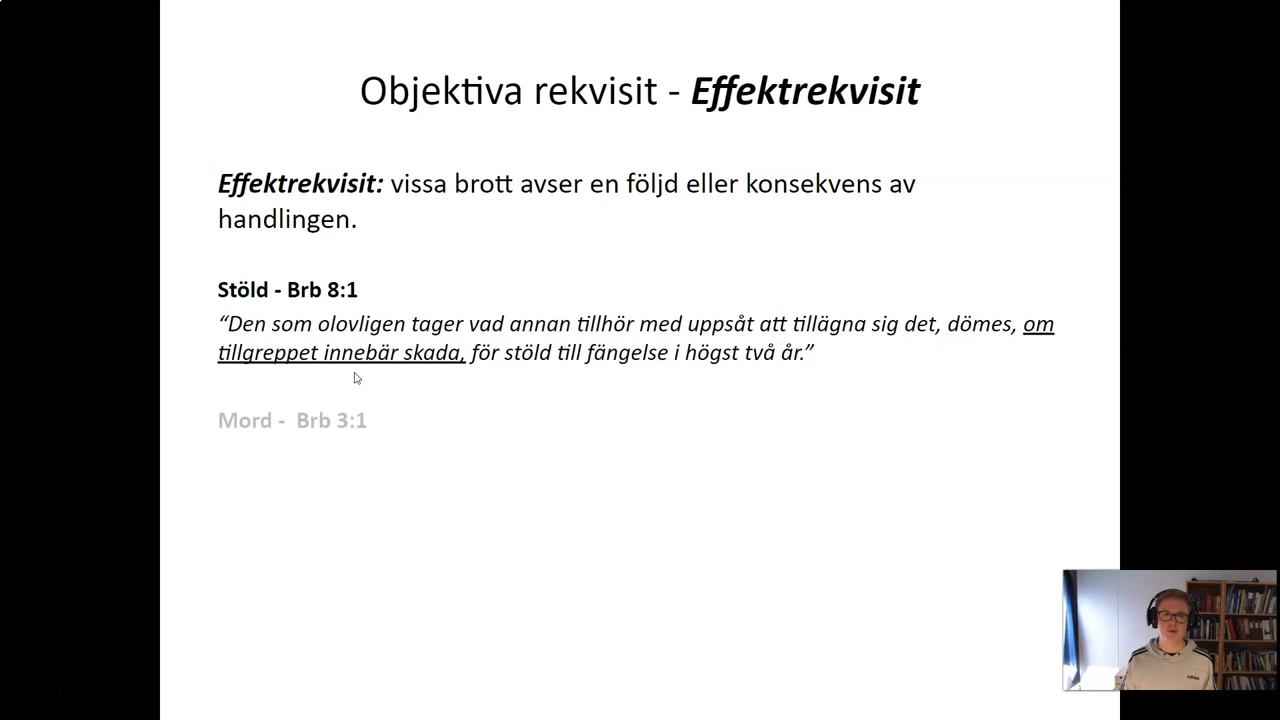 Objektiva rekvisit - Effektrekvisit
Effektrekvisit: vissa brott avser en följd eller konsekvens av
handlingen.
Stöld - Brb 8:1
“Den som olovligen tager vad annan tillhör med uppsåt att tillägna sig det, dömes, om
tillgreppet innebär skada, för stöld till fängelse i högst två år.”
Mord -  Brb 3:1